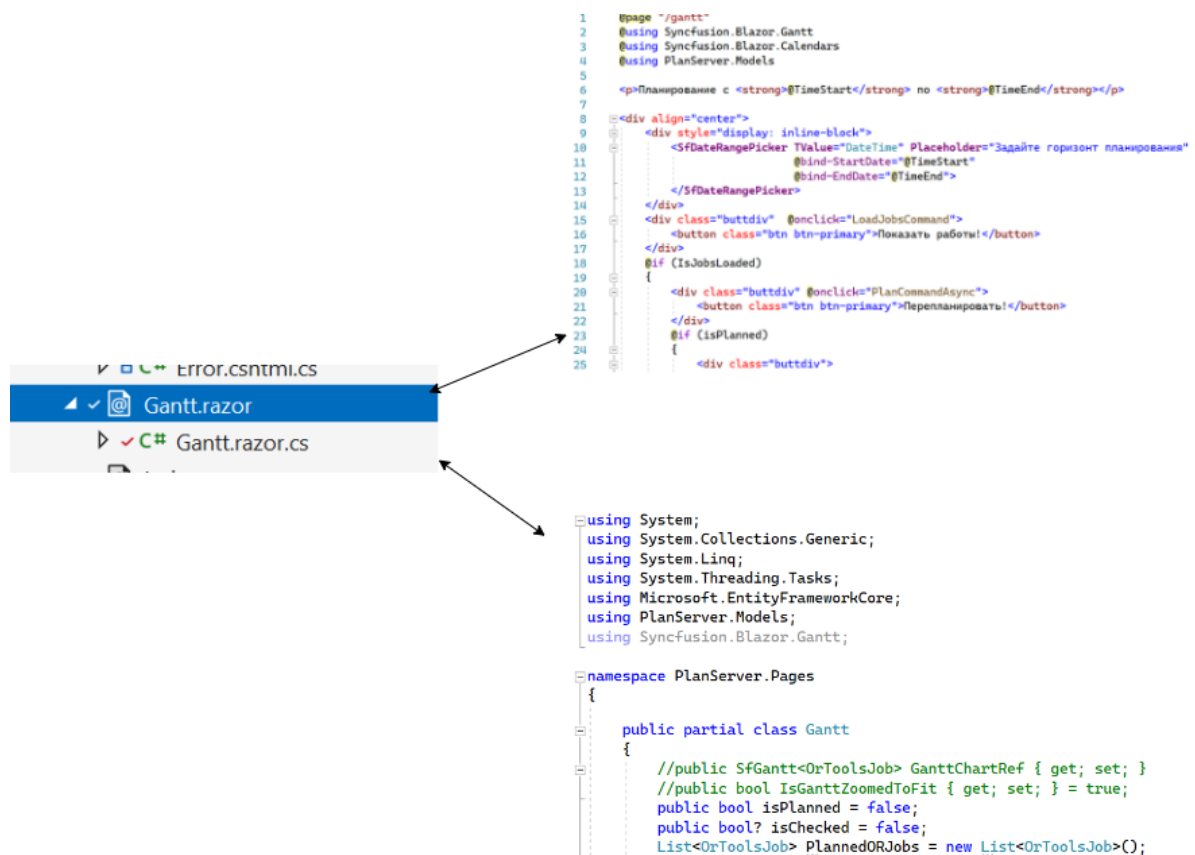 1 @page "/gantt"
2 @using Syncfusion.Blazor.Gantt
3 @using Syncfusion.Blazor.Calendars
4 @using PlanServer.Models
5
6 <p>Планирование с <strong>@TimeStart</strong> по <strong>@TimeEnd</strong></p>
7
8 <div align="center">
9 <div style="display: inline-block">
10 <SfDateRangePicker TValue="DateTime" Placeholder="Задайте горизонт планирования"
11 @bind-StartDate="@TimeStart"
12 @bind-EndDate="@TimeEnd">
13 </SfDateRangePicker>
14 </div>
15 <div class="buttdiv" @onclick="LoadJobsCommand">
16 <button class="btn btn-primary">Показать работы!</button>
17 </div>
18 @if (IsJobsLoaded)
19 {
20 <div class="buttdiv" @onclick="PlanCommandAsync">
21 <button class="btn btn-primary">Перепланировать!</button>
22 </div>
23 @if (isPlanned)
24 {
25 <div class="buttdiv">
C# Error.cshtml.cs
Gantt.razor
C# Gantt.razor.cs
using System;
using System.Collections.Generic;
using System.Linq;
using System.Threading.Tasks;
using Microsoft.EntityFrameworkCore;
using PlanServer.Models;
using Syncfusion.Blazor.Gantt;
namespace PlanServer.Pages
{
public partial class Gantt
{
//public SfGantt<OrToolsJob> GanttChartRef { get; set; }
//public bool IsGanttZoomedToFit { get; set; } = true;
public bool isPlanned = false;
public bool? isChecked = false;
List<OrToolsJob> PlannedORJobs = new List<OrToolsJob>();